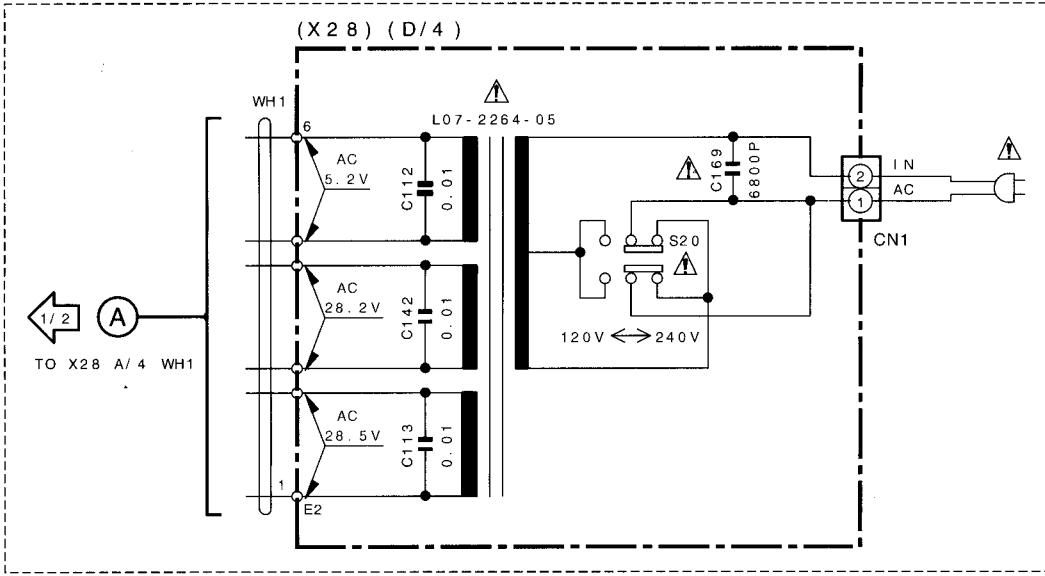 (X28) (D/4)
WH1
L07-2264-05
6
AC
5.2V
C112
0.01
C169
6800P
2
IN
1
AC
CN1
S20
AC
28.2V
C142
0.01
1/2
A
120V ↔ 240V
TO X28 A/4 WH1
AC
28.5V
C113
0.01
1
E2